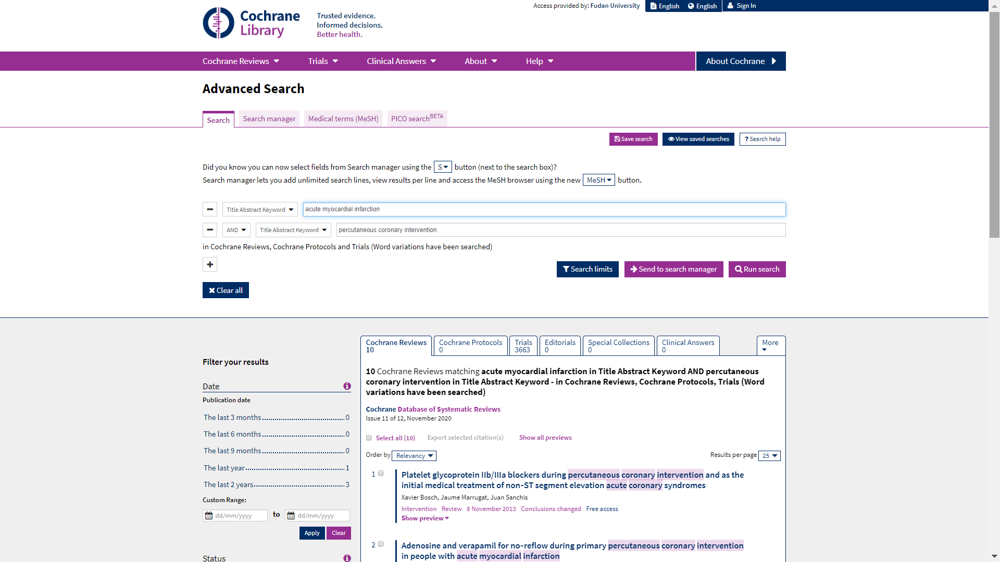 Access provided by: Fudan University
English
English
Sign In
Cochrane
Library
Trusted evidence.
Informed decisions.
Better health.
Cochrane Reviews
Trials
Clinical Answers
About
Help
About Cochrane
Advanced Search
Search
Search manager
Medical terms (MeSH)
PICO search BETA
Save search
View saved searches
? Search help
Did you know you can now select fields from Search manager using the S button (next to the search box)?
Search manager lets you add unlimited search lines, view results per line and access the MeSH browser using the new MeSH button.
Title Abstract Keyword
acute myocardial infarction
AND
Title Abstract Keyword
percutaneous coronary intervention
in Cochrane Reviews, Cochrane Protocols and Trials (Word variations have been searched)
Search limits
Send to search manager
Run search
Clear all
Filter your results
Date
Publication date
The last 3 months 0
The last 6 months 0
The last 9 months 0
The last year 1
The last 2 years 3
Custom Range:
dd/mm/yyyy to dd/mm/yyyy
Apply
Clear
Status
Cochrane Reviews
10
Cochrane Protocols
0
Trials
3663
Editorials
0
Special Collections
0
Clinical Answers
0
More
10 Cochrane Reviews matching acute myocardial infarction in Title Abstract Keyword AND percutaneous
coronary intervention in Title Abstract Keyword - in Cochrane Reviews, Cochrane Protocols, Trials (Word
variations have been searched)
Cochrane Database of Systematic Reviews
Issue 11 of 12, November 2020
Select all (10)
Export selected citation(s)
Show all previews
Order by Relevancy
Results per page 25
1
Platelet glycoprotein IIb/IIIa blockers during percutaneous coronary intervention and as the
initial medical treatment of non-ST segment elevation acute coronary syndromes
Xavier Bosch, Jaume Marrugat, Juan Sanchis
Intervention Review 8 November 2013 Conclusions changed Free access
Show preview
2
Adenosine and verapamil for no-reflow during primary percutaneous coronary intervention
in people with acute myocardial infarction